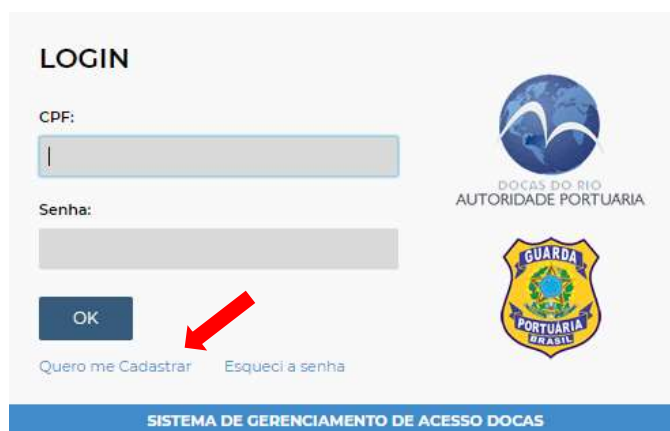 LOGIN
CPF:
Senha:
OK
Quero me Cadastrar
Esqueci a senha
DOCAS DO RIO
AUTORIDADE PORTUÁRIA
GUARDA
PORTUÁRIA
BRASIL
SISTEMA DE GERENCIAMENTO DE ACESSO DOCAS